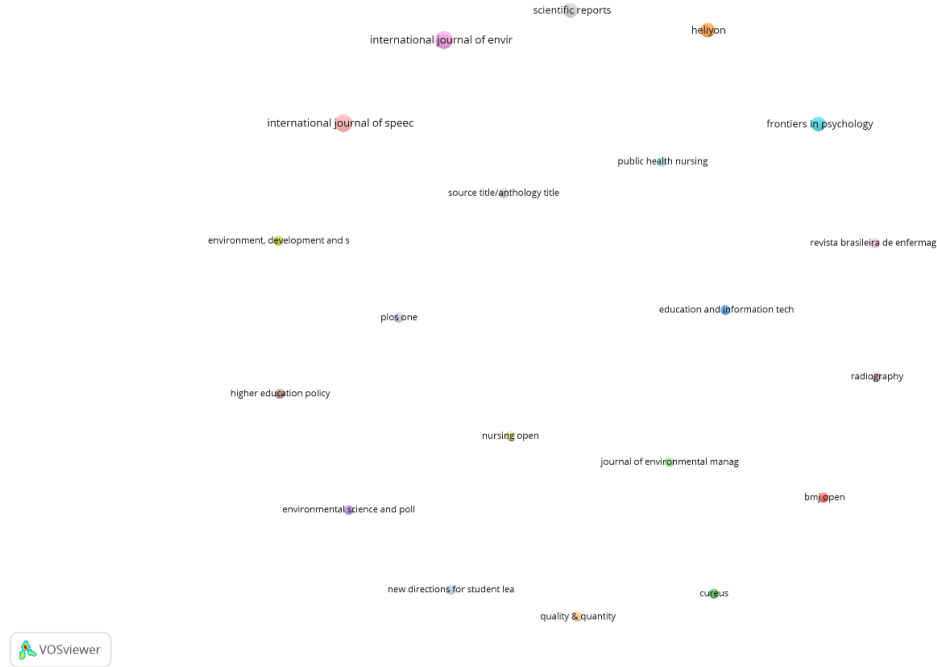 scientific reports
heliyon
international journal of envir
international journal of speec
frontiers in psychology
public health nursing
source title/anthology title
environment, development and s
revista brasileira de enfermag
education and information tech
plos one
radiography
higher education policy
nursing open
journal of environmental manag
bmj open
environmental science and poll
new directions for student lea
cureus
quality & quantity
VOSviewer